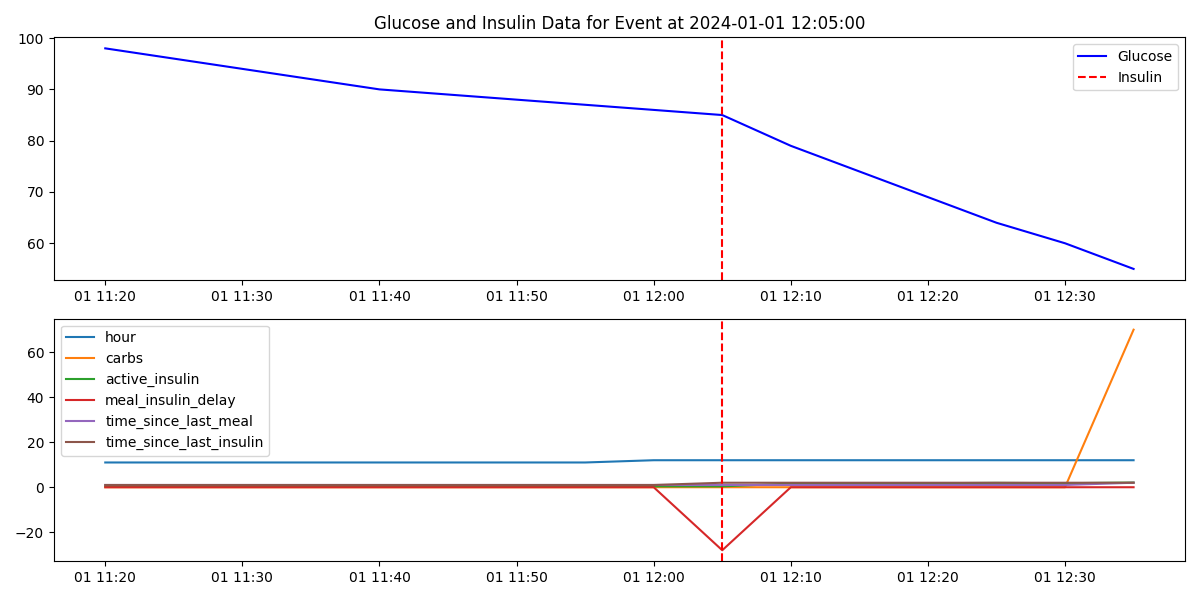 Glucose and Insulin Data for Event at 2024-01-01 12:05:00
100
90
80
70
60
Glucose
Insulin
01 11:20 01 11:30 01 11:40 01 11:50 01 12:00 01 12:10 01 12:20 01 12:30
60
40
20
0
−20
hour
carbs
active_insulin
meal_insulin_delay
time_since_last_meal
time_since_last_insulin
01 11:20 01 11:30 01 11:40 01 11:50 01 12:00 01 12:10 01 12:20 01 12:30